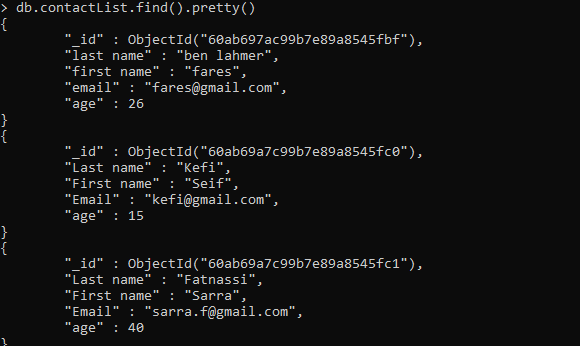 > db.contactList.find().pretty()
{
        "_id" : ObjectId("60ab697ac99b7e89a8545fbf"),
        "last name" : "ben lahmer",
        "first name" : "fares",
        "email" : "fares@gmail.com",
        "age" : 26
}
{
        "_id" : ObjectId("60ab69a7c99b7e89a8545fc0"),
        "Last name" : "Kefi",
        "First name" : "Seif",
        "Email" : "kefi@gmail.com",
        "age" : 15
}
{
        "_id" : ObjectId("60ab69a7c99b7e89a8545fc1"),
        "Last name" : "Fatnassi",
        "First name" : "Sarra",
        "Email" : "sarra.f@gmail.com",
        "age" : 40
}